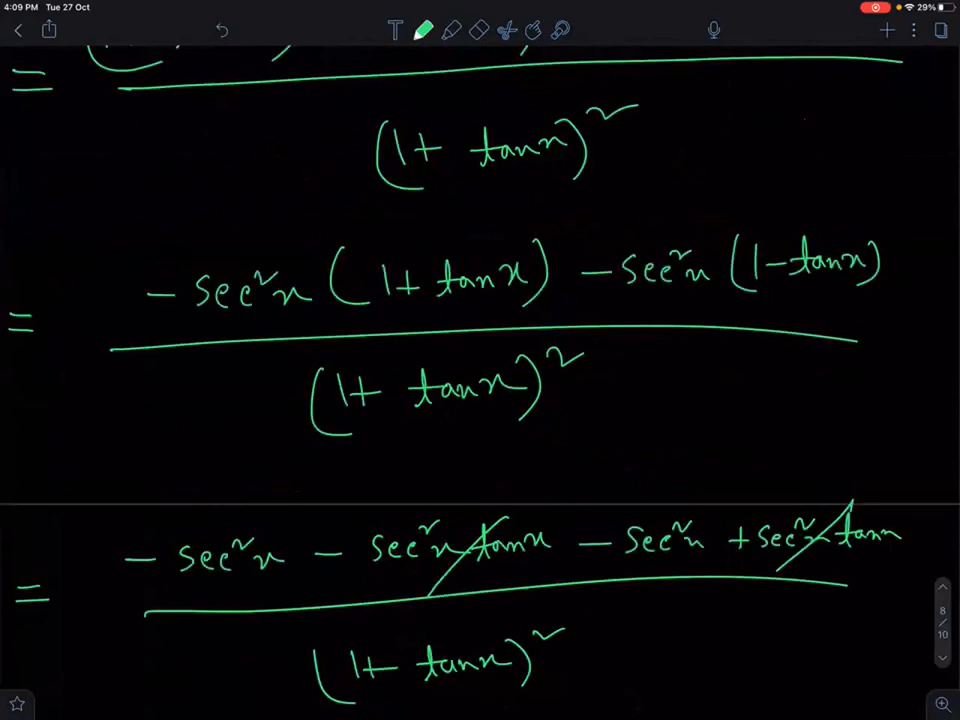 4:09 PM Tue 27 Oct 29%
=
(1+ tanx)²
= -sec²x (1+tanx) -sec²x (1-tanx)
(1+ tanx)²
= - sec²x - sec²x tanx - sec²x + sec²x tanx
(1+ tanx)²
8
/
10